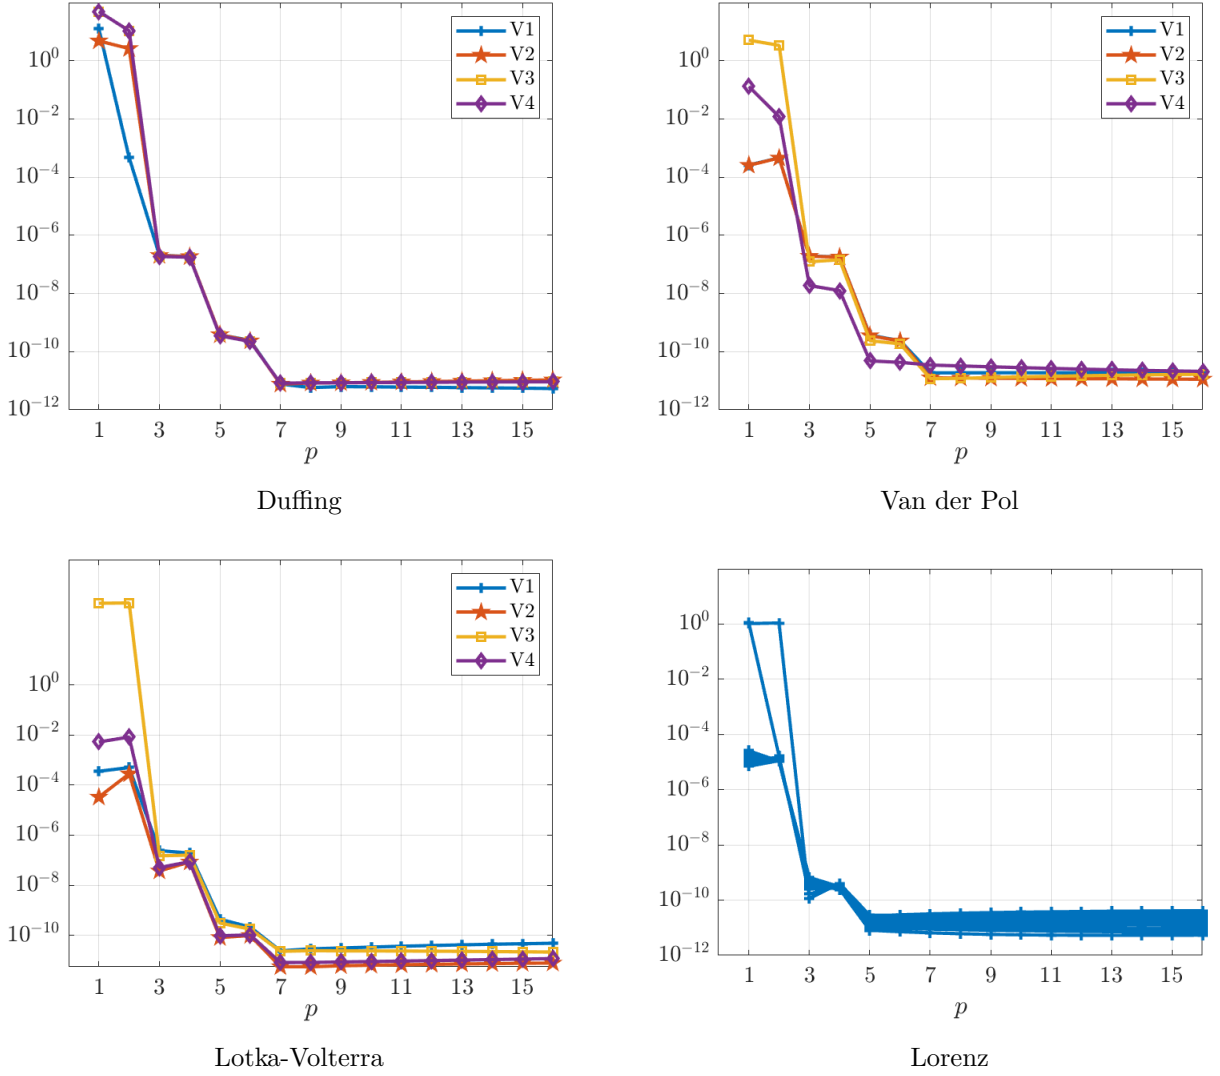 10^0
10^{-2}
10^{-4}
10^{-6}
10^{-8}
10^{-10}
10^{-12}
V1
V2
V3
V4
1 3 5 7 9 11 13 15
p
Duffing
10^0
10^{-2}
10^{-4}
10^{-6}
10^{-8}
10^{-10}
10^{-12}
V1
V2
V3
V4
1 3 5 7 9 11 13 15
p
Van der Pol
10^0
10^{-2}
10^{-4}
10^{-6}
10^{-8}
10^{-10}
V1
V2
V3
V4
1 3 5 7 9 11 13 15
p
Lotka-Volterra
10^0
10^{-2}
10^{-4}
10^{-6}
10^{-8}
10^{-10}
10^{-12}
1 3 5 7 9 11 13 15
p
Lorenz